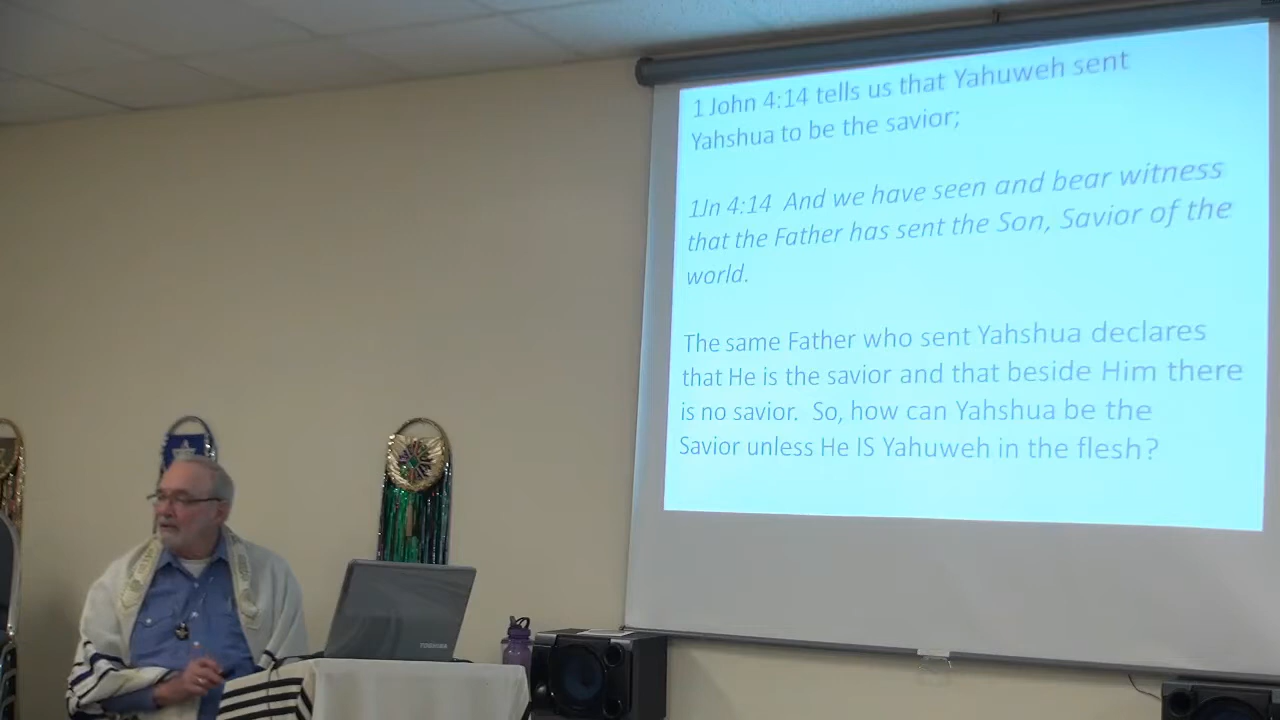 1 John 4:14 tells us that Yahuweh sent
Yahshua to be the savior;
1Jn 4:14 And we have seen and bear witness
that the Father has sent the Son, Savior of the
world.
The same Father who sent Yahshua declares
that He is the savior and that beside Him there
is no savior. So, how can Yahshua be the
Savior unless He IS Yahuweh in the flesh?
TOSHIBA